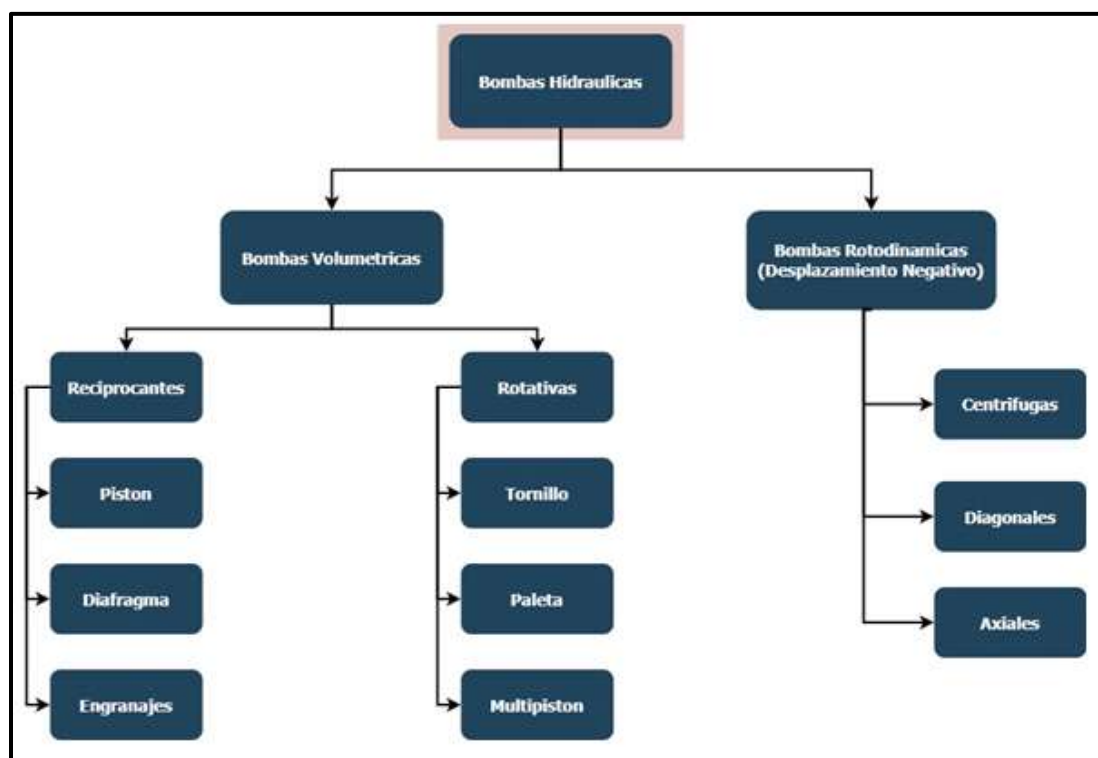 Bombas Hidraulicas
Bombas Volumetricas
Bombas Rotodinamicas
(Desplazamiento Negativo)
Reciprocantes
Rotativas
Centrifugas
Piston
Tornillo
Diagonales
Diafragma
Paleta
Axiales
Engranajes
Multipiston